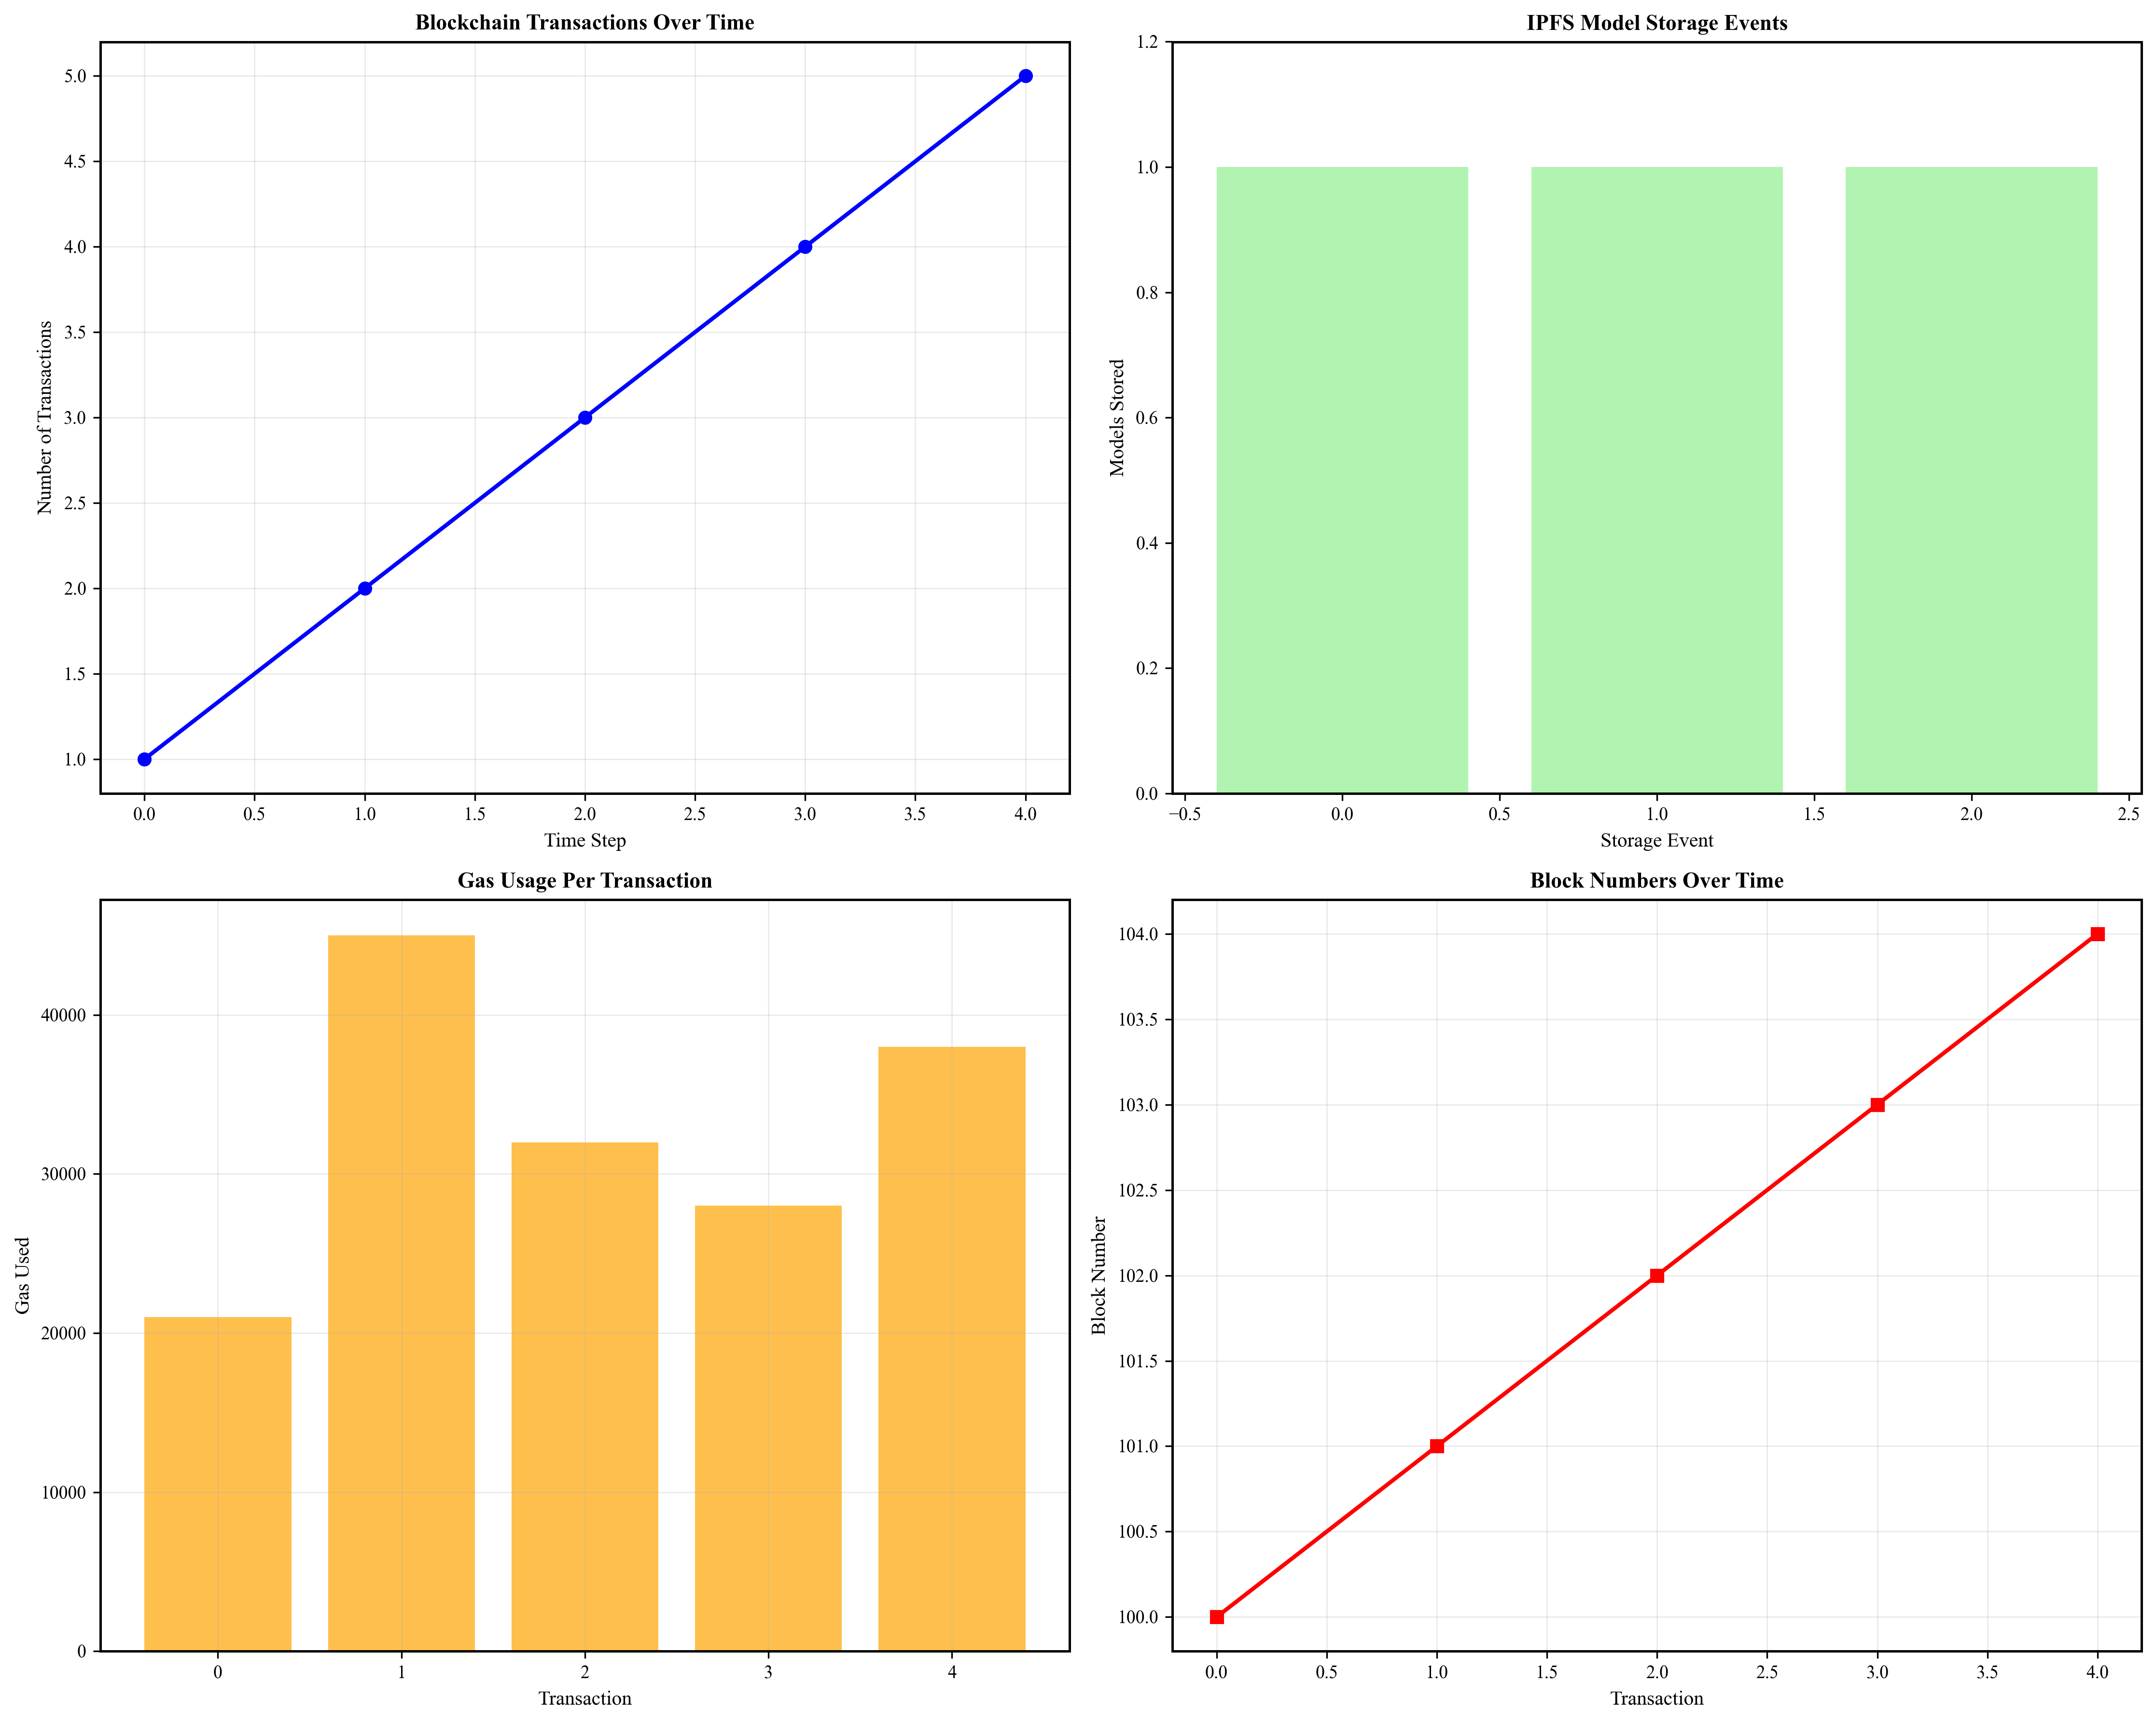 Blockchain Transactions Over Time
5.0
4.5
4.0
3.5
3.0
2.5
2.0
1.5
1.0
Number of Transactions
0.0 0.5 1.0 1.5 2.0 2.5 3.0 3.5 4.0
Time Step
IPFS Model Storage Events
1.2
1.0
0.8
0.6
0.4
0.2
0.0
Models Stored
−0.5 0.0 0.5 1.0 1.5 2.0 2.5
Storage Event
Gas Usage Per Transaction
40000
30000
20000
10000
0
Gas Used
0 1 2 3 4
Transaction
Block Numbers Over Time
104.0
103.5
103.0
102.5
102.0
101.5
101.0
100.5
100.0
Block Number
0.0 0.5 1.0 1.5 2.0 2.5 3.0 3.5 4.0
Transaction